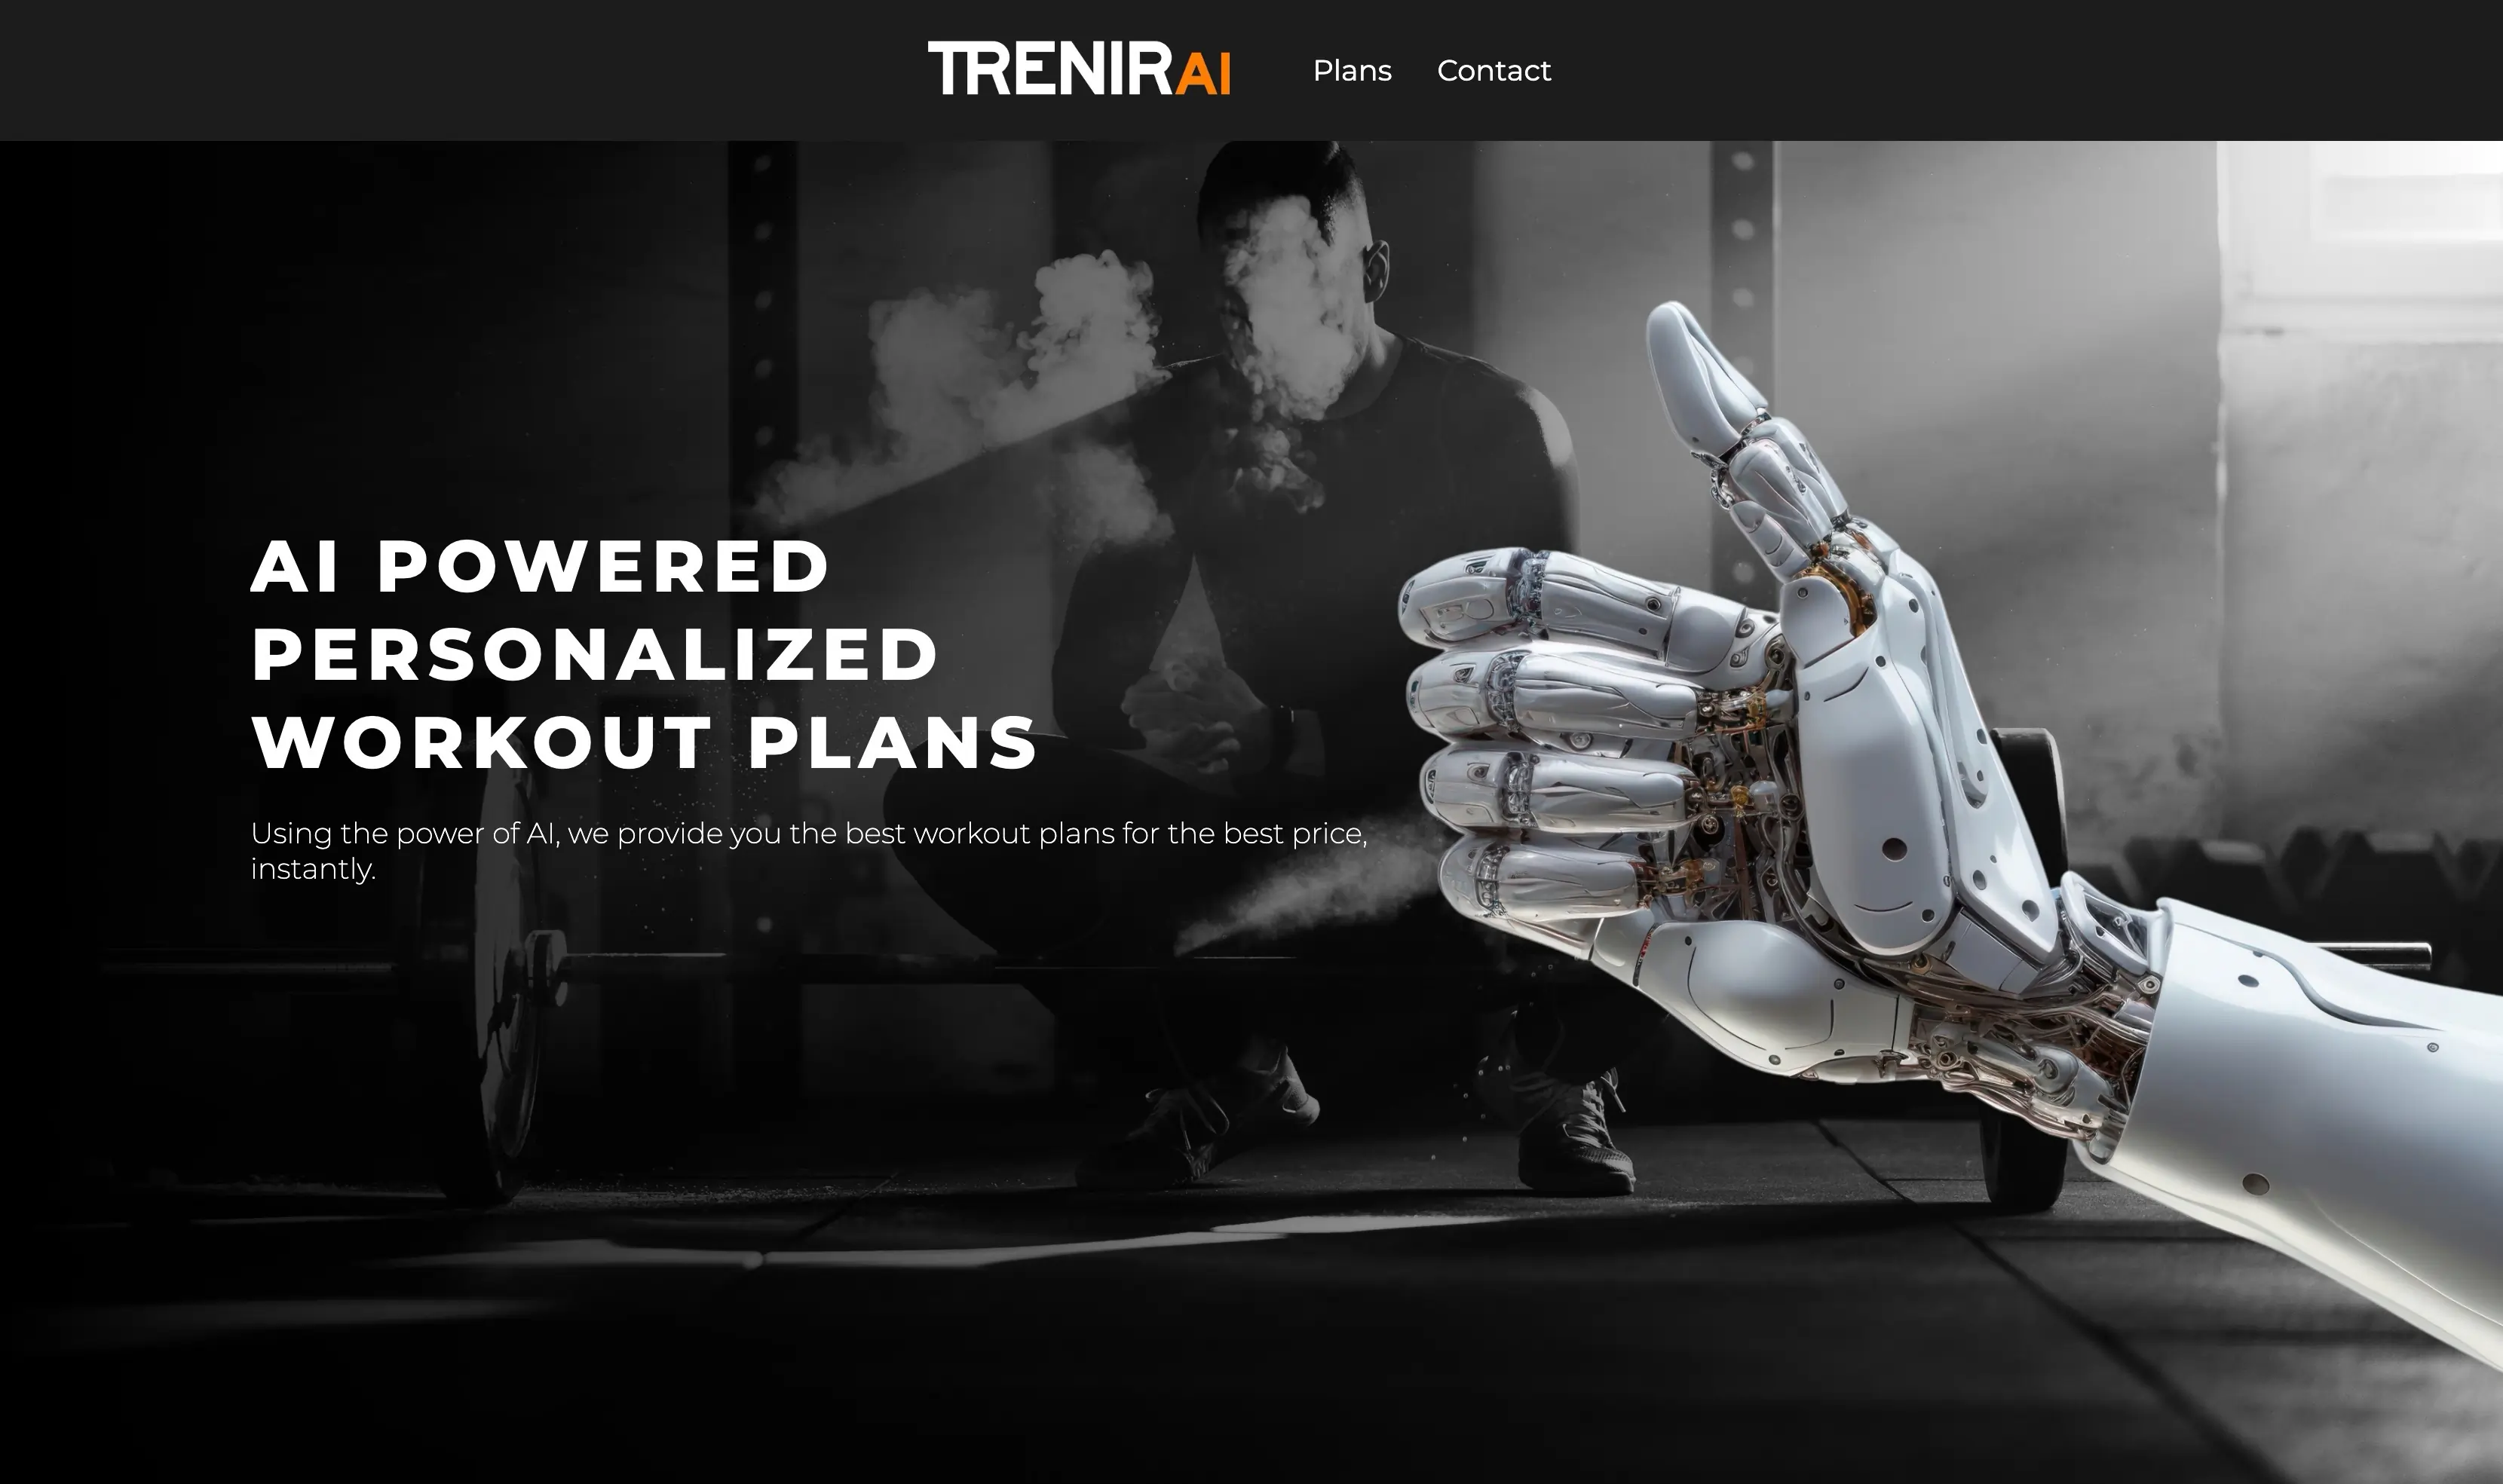 TRENIRAI
Plans
Contact
AI POWERED
PERSONALIZED
WORKOUT PLANS
Using the power of AI, we provide you the best workout plans for the best price,
instantly.